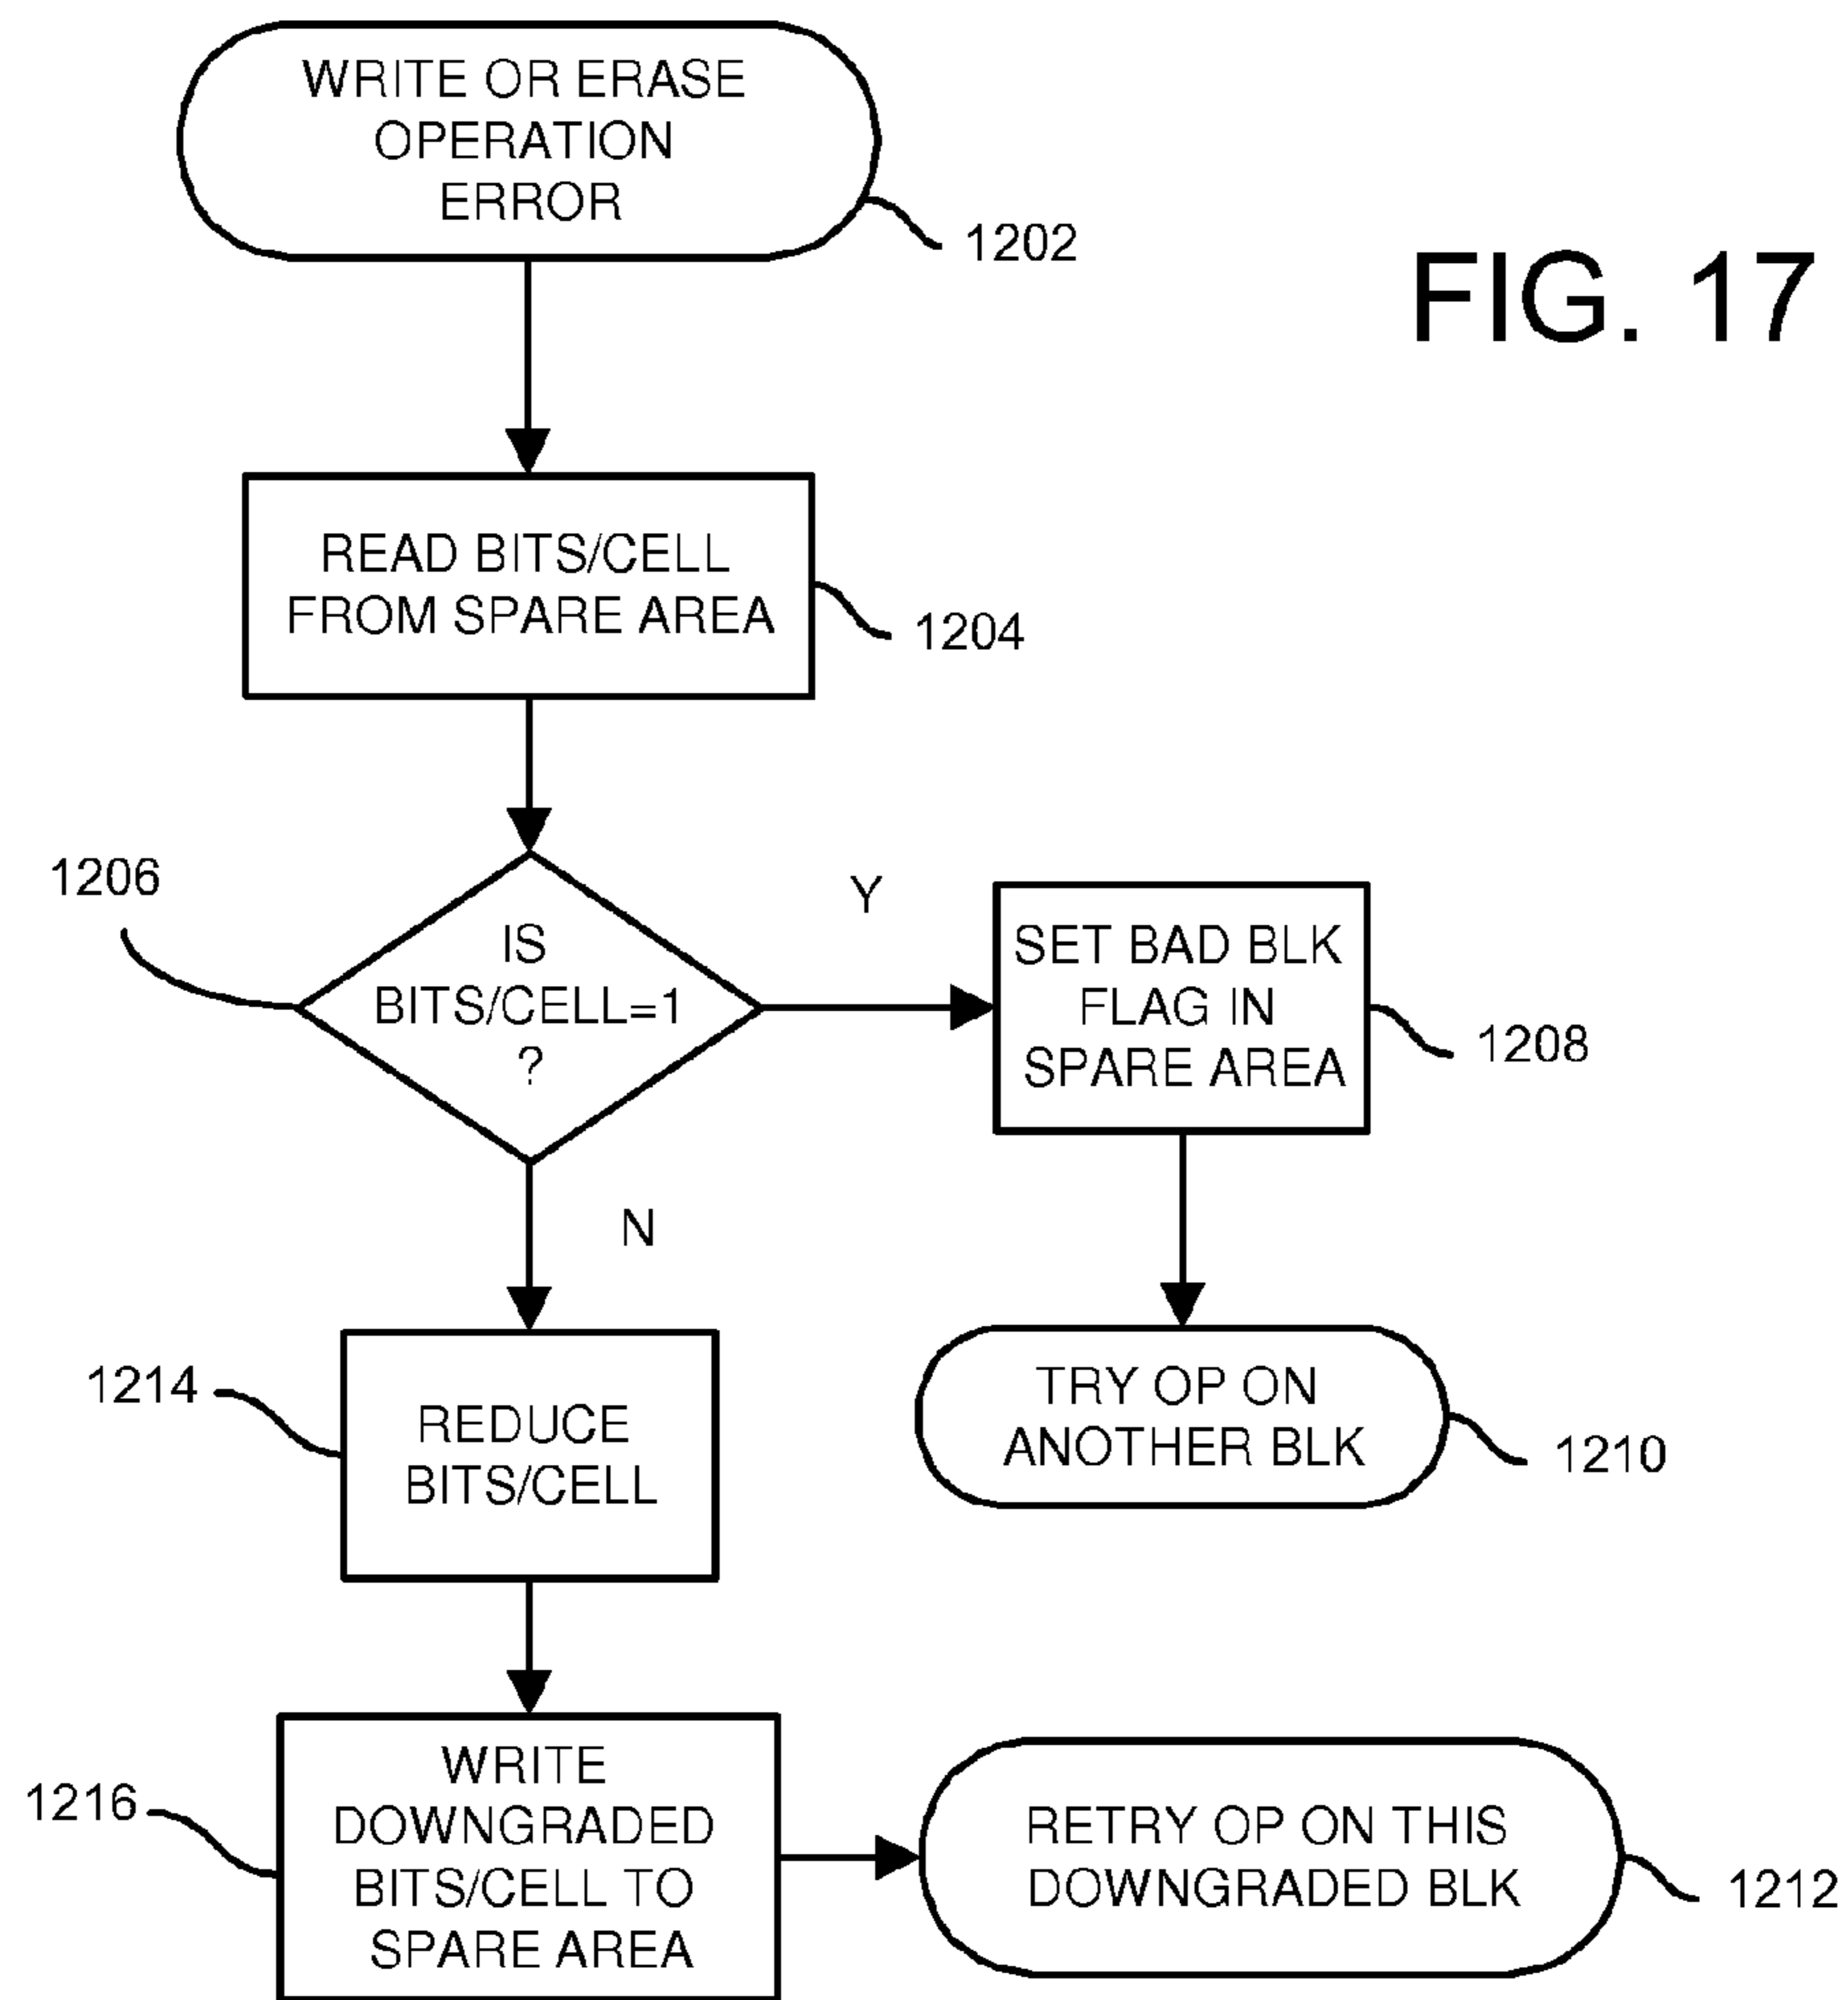 WRITE OR ERASE
OPERATION
ERROR
1202
FIG. 17
READ BITS/CELL
FROM SPARE AREA
1204
1206
IS
BITS/CELL=1
?
Y
SET BAD BLK
FLAG IN
SPARE AREA
1208
N
TRY OP ON
ANOTHER BLK
1210
1214
REDUCE
BITS/CELL
1216
WRITE
DOWNGRADED
BITS/CELL TO
SPARE AREA
RETRY OP ON THIS
DOWNGRADED BLK
1212